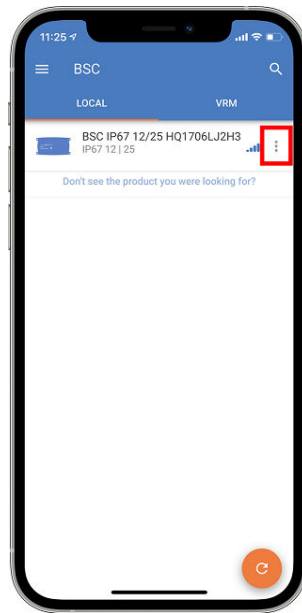 11:25
BSC
LOCAL VRM
BSC IP67 12/25 HQ1706LJ2H3
IP67 12 | 25
Don't see the product you were looking for?